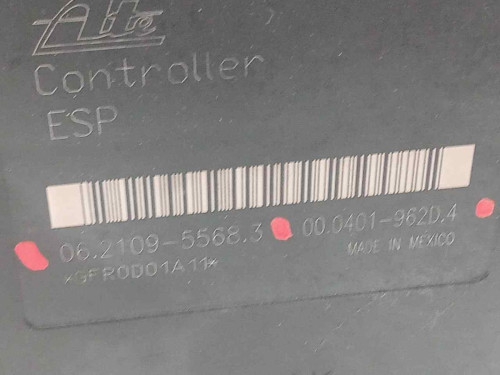 Ate
Controller
ESP
06.2109-5568.3 00.0401-962D.4
*GFR0D01A11* MADE IN MEXICO